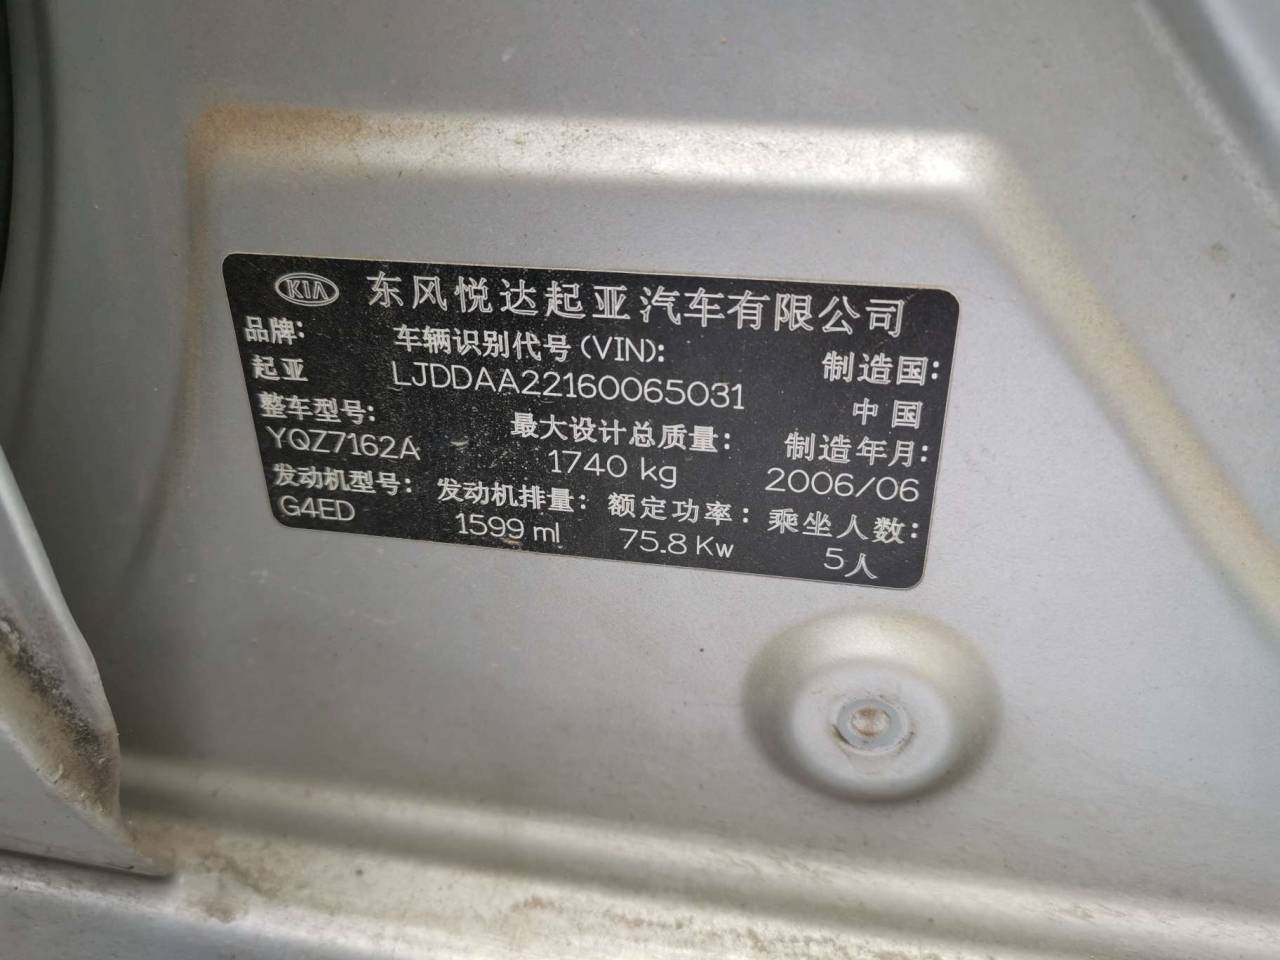 KIA 东风悦达起亚汽车有限公司
品牌: 车辆识别代号(VIN): 制造国:
起亚 LJDDAA22160065031 中国
整车型号: 最大设计总质量: 制造年月:
YQZ7162A 1740 kg 2006/06
发动机型号: 发动机排量: 额定功率: 乘坐人数:
G4ED 1599 ml 75.8 Kw 5人